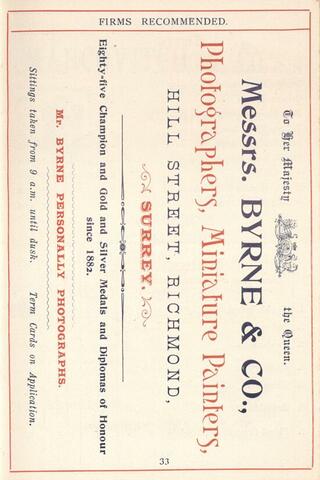 FIRMS RECOMMENDED.
To Her Majesty the Queen.
Messrs. BYRNE & CO.,
Photographers, Miniature Painters,
HILL STREET, RICHMOND,
SURREY.
Eighty-five Champion and Gold and Silver Medals and Diplomas of Honour
since 1882.
Mr. BYRNE PERSONALLY PHOTOGRAPHS.
Sittings taken from 9 a.m. until dusk. Term Cards on Application.
33